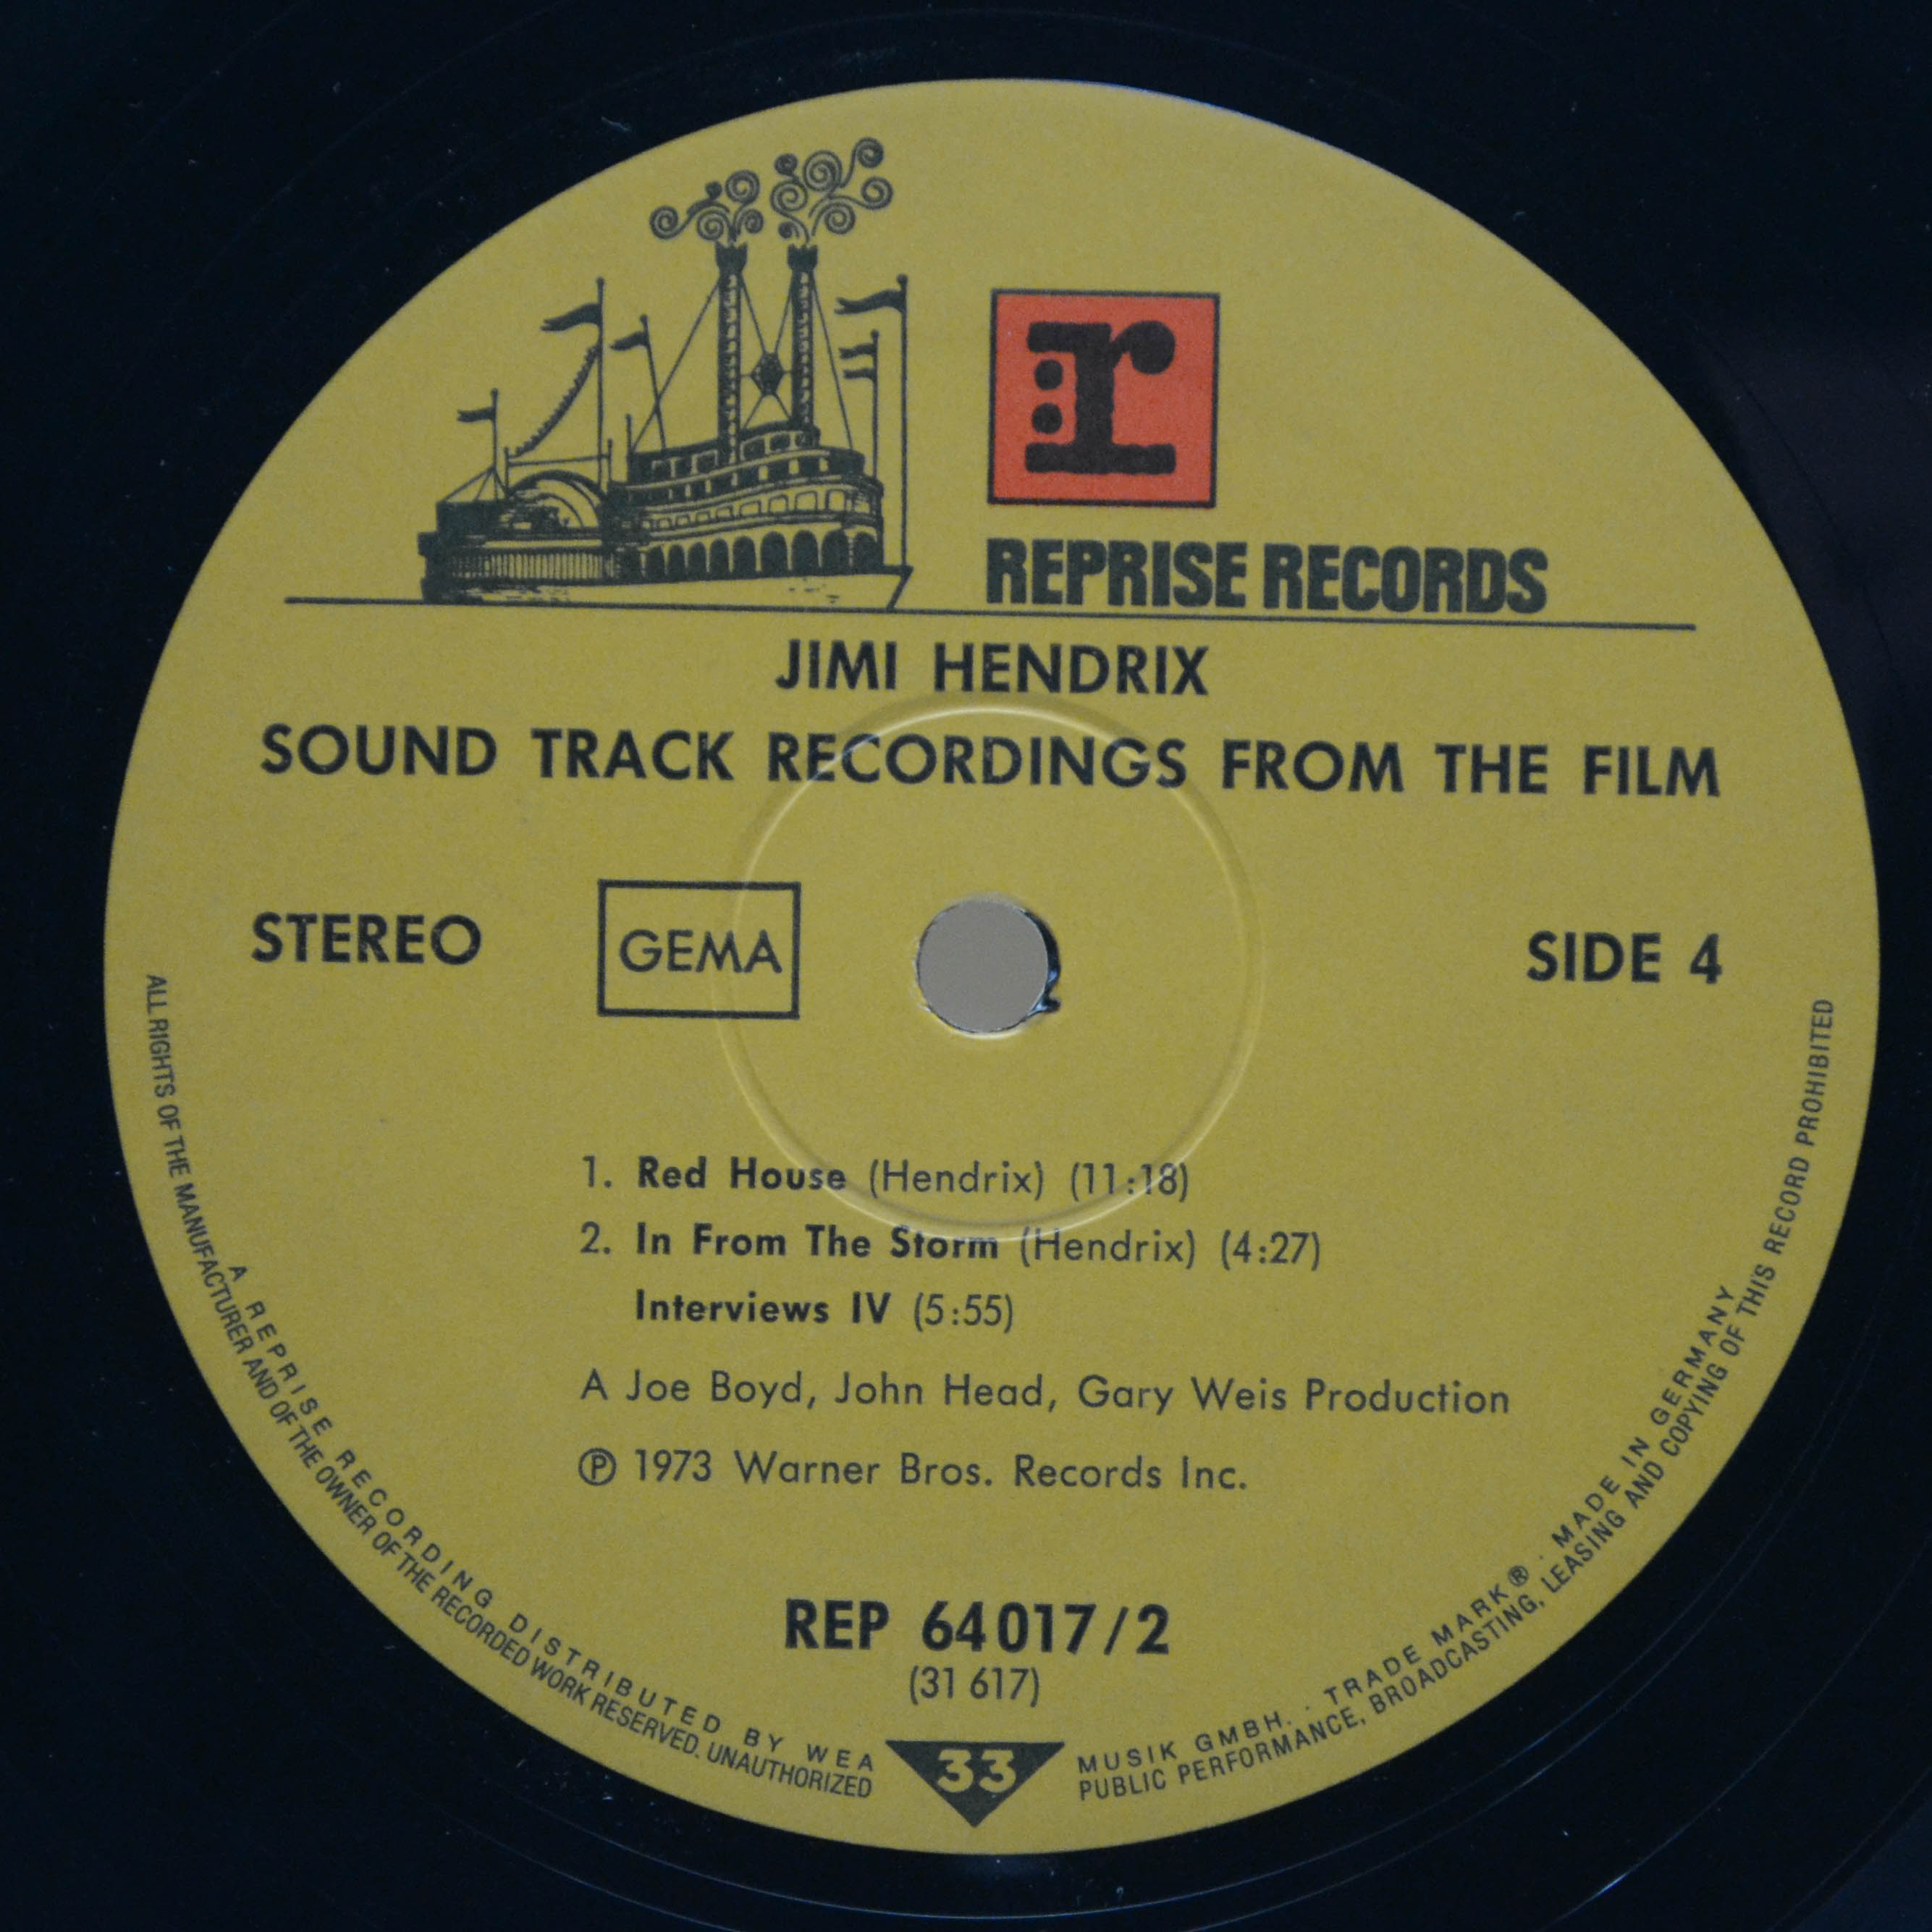 r
REPRISE RECORDS
JIMI HENDRIX
SOUND TRACK RECORDINGS FROM THE FILM
STEREO
GEMA
SIDE 4
1. Red House (Hendrix) (11:18)
2. In From The Storm (Hendrix) (4:27)
Interviews IV (5:55)
A Joe Boyd, John Head, Gary Weis Production
℗ 1973 Warner Bros. Records Inc.
REP 64017/2
(31 617)
33
A REPRISE RECORDING DISTRIBUTED BY WEA MUSIK GMBH. · TRADE MARK® · MADE IN GERMANY
ALL RIGHTS OF THE MANUFACTURER AND OF THE OWNER OF THE RECORDED WORK RESERVED. UNAUTHORIZED PUBLIC PERFORMANCE, BROADCASTING, LEASING AND COPYING OF THIS RECORD PROHIBITED